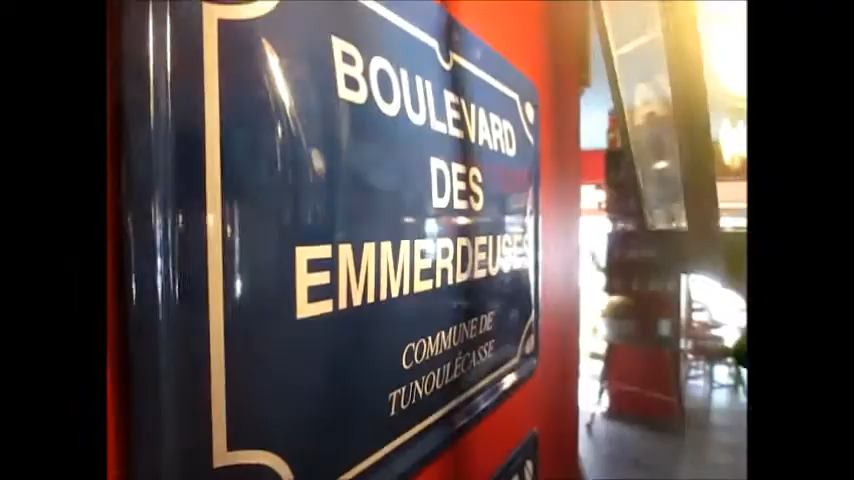 BOULEVARD
DES
EMMERDEUSES
COMMUNE DE
TUNOULÉCASSE